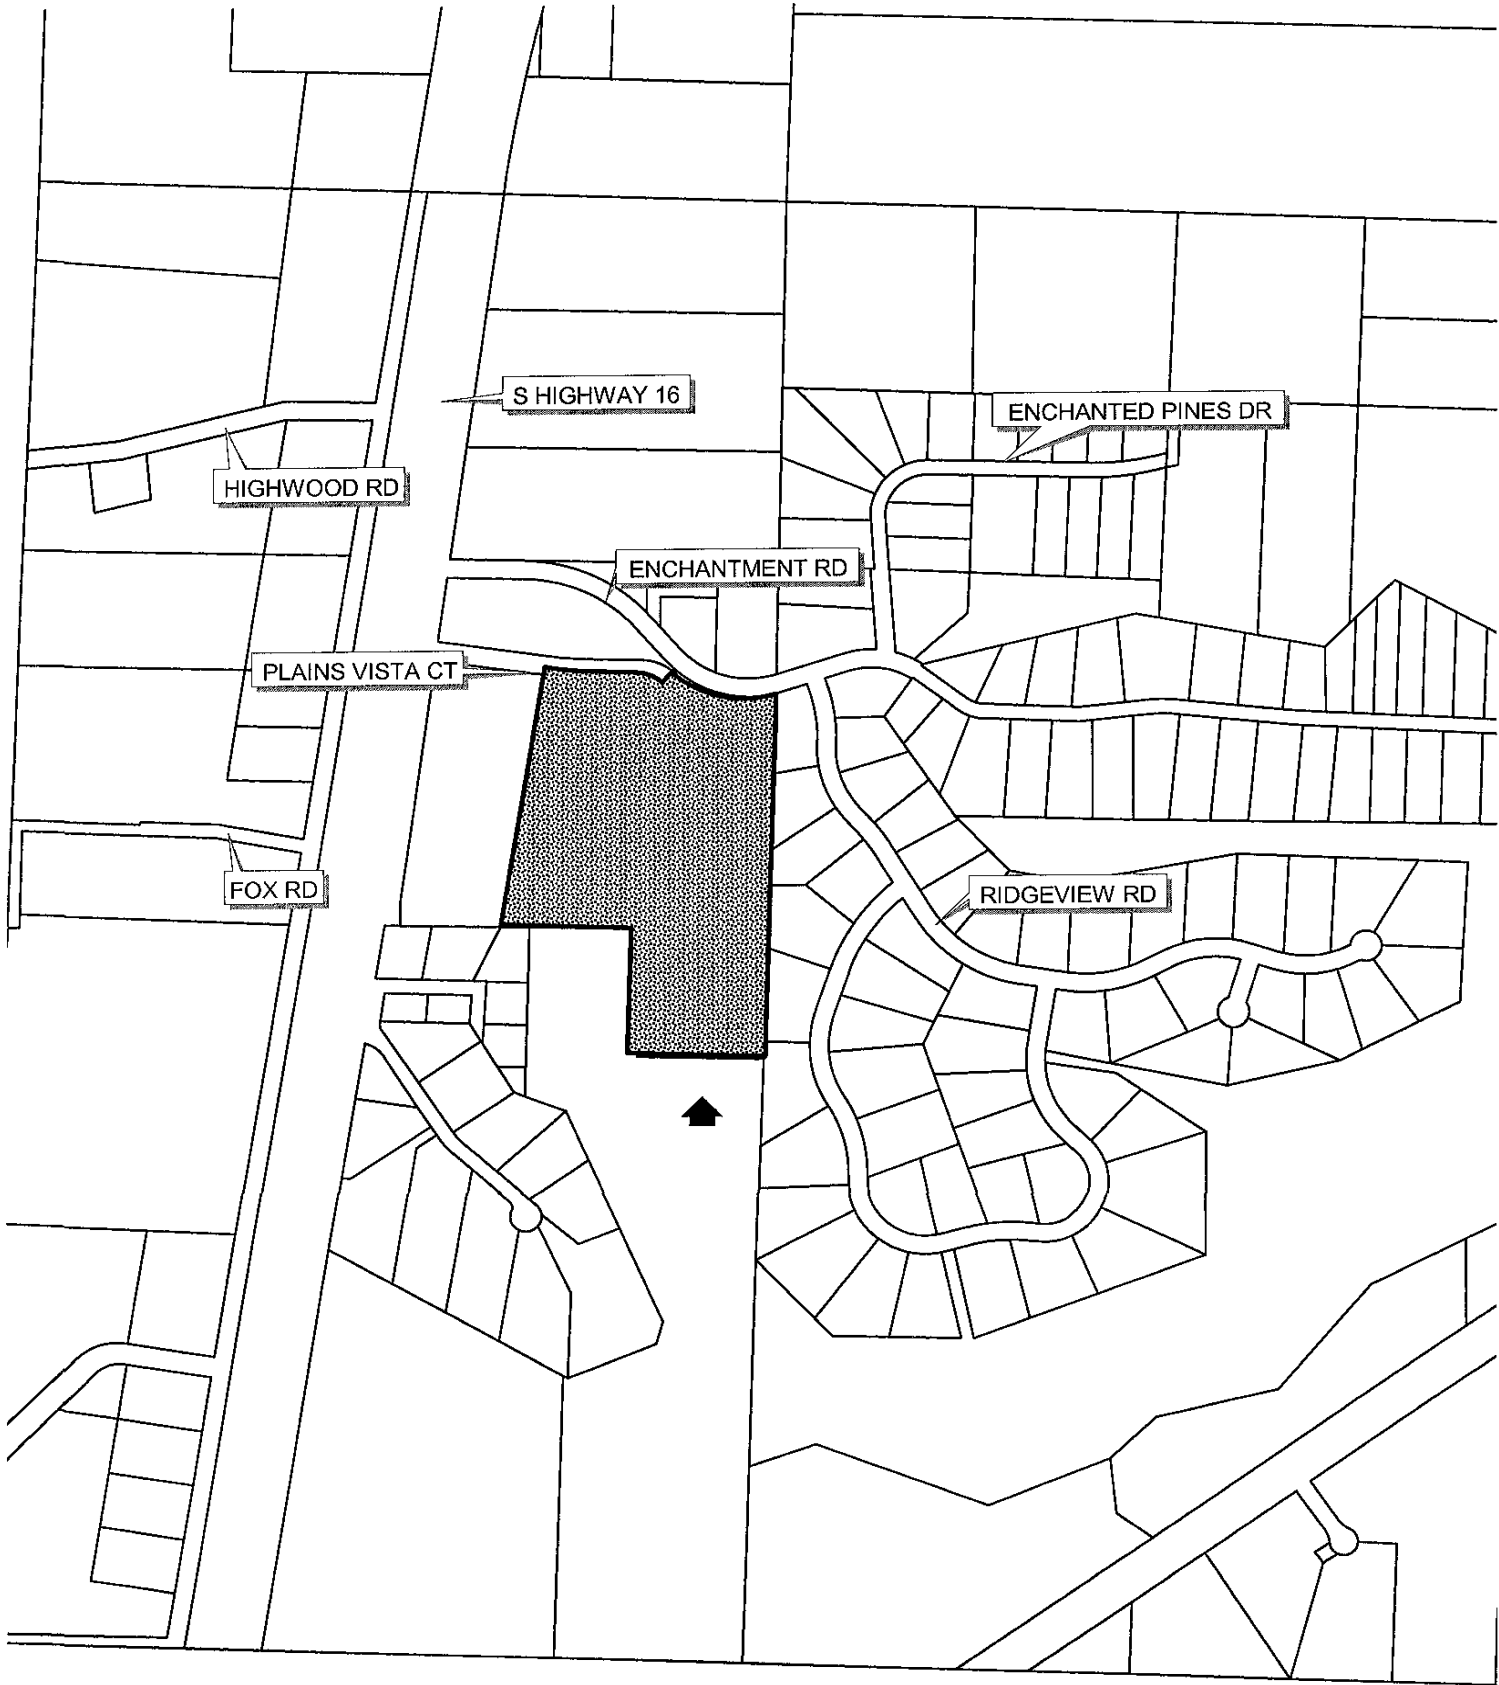 S HIGHWAY 16
ENCHANTED PINES DR
HIGHWOOD RD
ENCHANTMENT RD
PLAINS VISTA CT
FOX RD
RIDGEVIEW RD